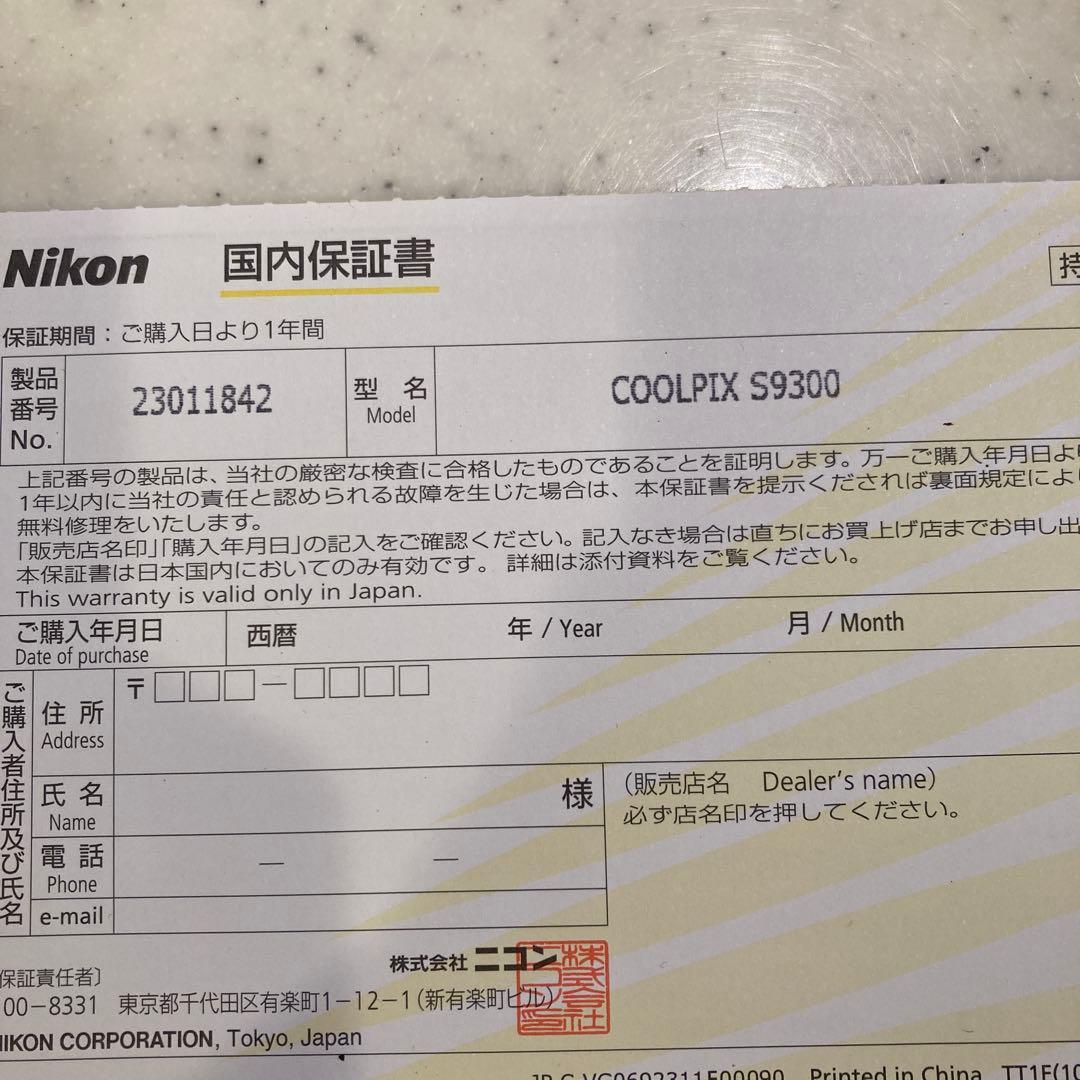 Nikon 国内保証書
持
保証期間：ご購入日より1年間
製品番号 No. 23011842 型 名 Model COOLPIX S9300
上記番号の製品は、当社の厳密な検査に合格したものであることを証明します。万一ご購入年月日よ
1年以内に当社の責任と認められる故障を生じた場合は、本保証書を提示くだされば裏面規定によ
無料修理をいたします。
「販売店名印」「購入年月日」の記入をご確認ください。記入なき場合は直ちにお買上げ店までお申し出
本保証書は日本国内においてのみ有効です。 詳細は添付資料をご覧ください。
This warranty is valid only in Japan.
ご購入年月日 西暦 年 / Year 月 / Month
Date of purchase
ご購入者住所及び氏名
〒□□□－□□□□
住 所
Address
氏 名 様
Name
電 話 － －
Phone
e-mail
（販売店名 Dealer's name）
必ず店名印を押してください。
株式会社 ニコン
保証責任者〕
00－8331 東京都千代田区有楽町1－12－1（新有楽町ビル）
NIKON CORPORATION, Tokyo, Japan
Printed in China